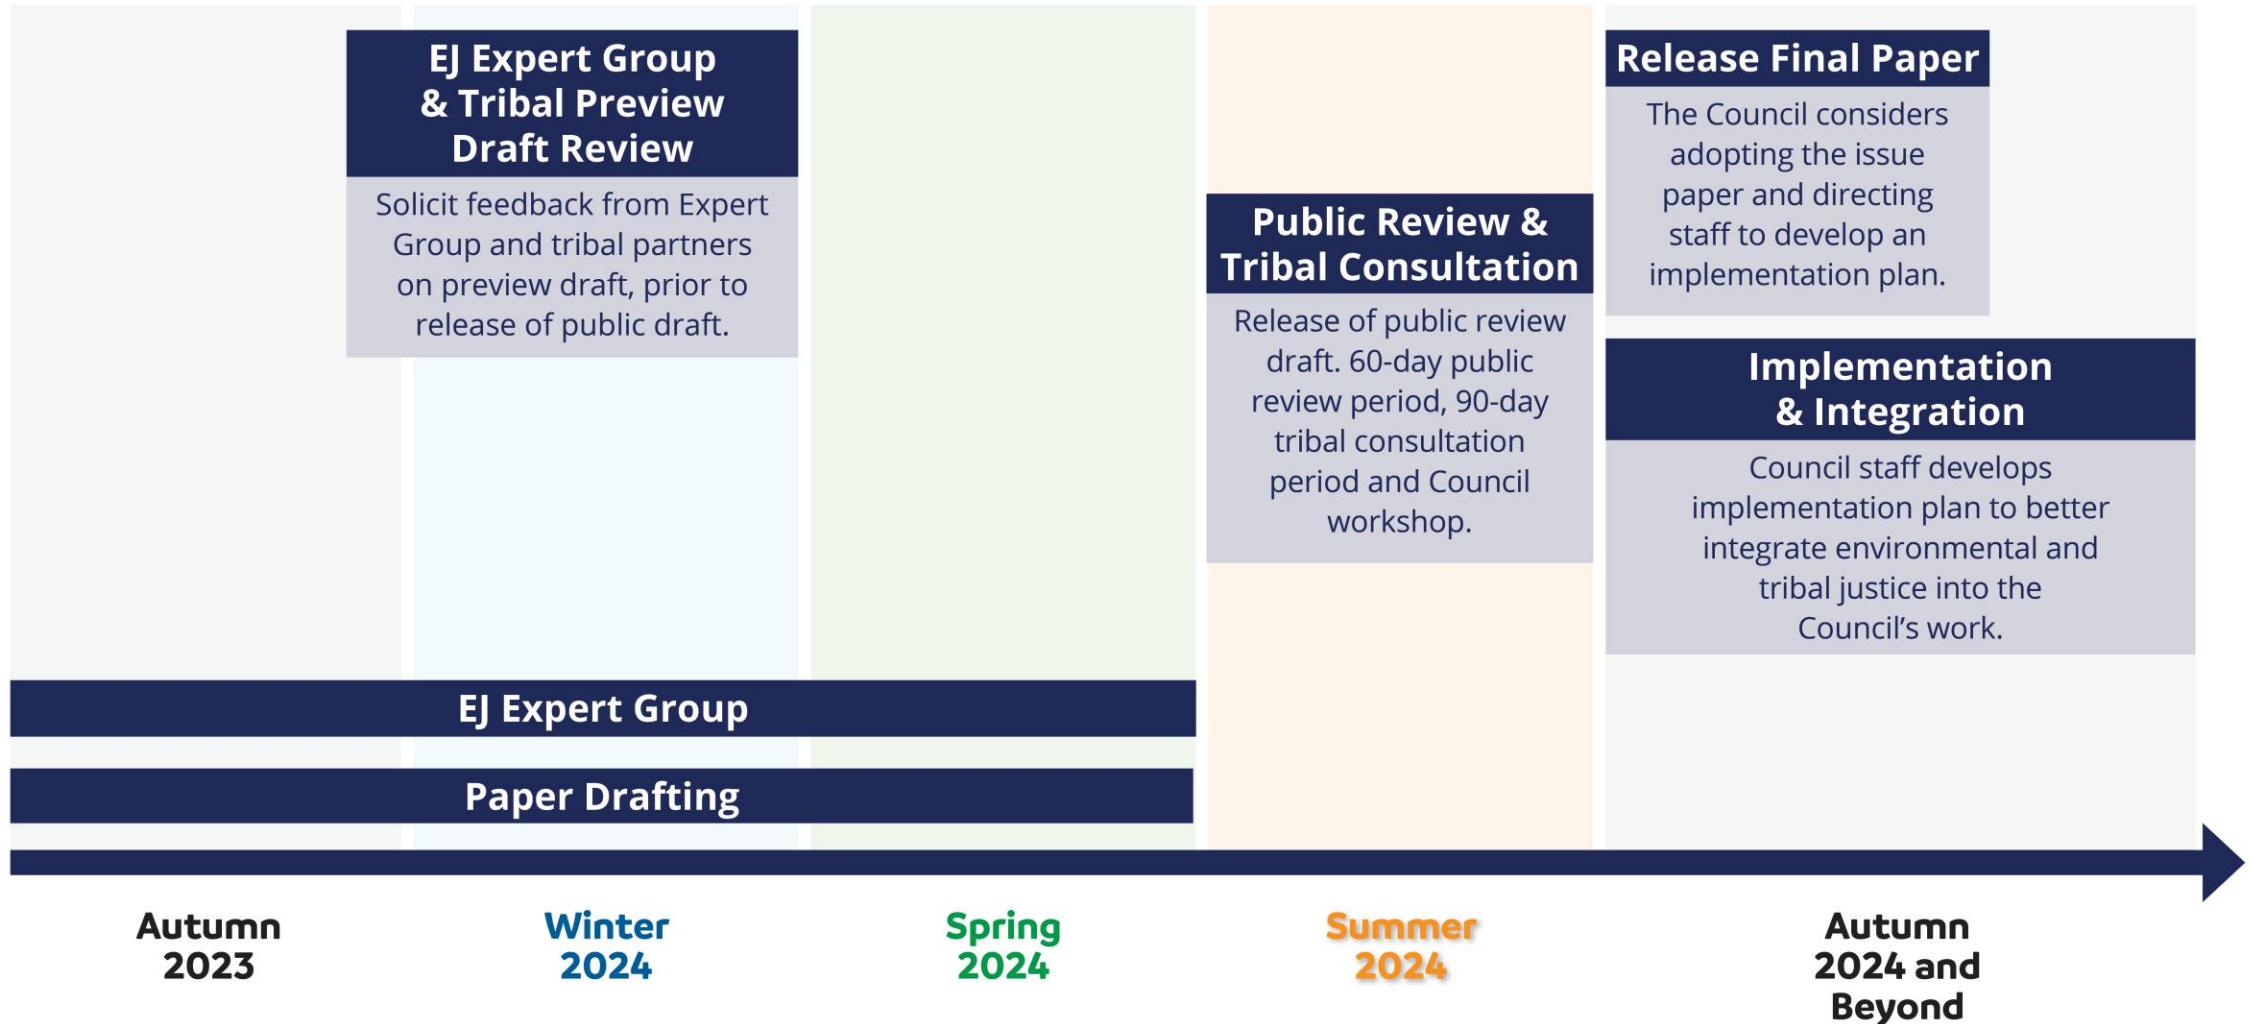 EJ Expert Group
& Tribal Preview
Draft Review
Solicit feedback from Expert
Group and tribal partners
on preview draft, prior to
release of public draft.
Public Review &
Tribal Consultation
Release of public review
draft. 60-day public
review period, 90-day
tribal consultation
period and Council
workshop.
Release Final Paper
The Council considers
adopting the issue
paper and directing
staff to develop an
implementation plan.
Implementation
& Integration
Council staff develops
implementation plan to better
integrate environmental and
tribal justice into the
Council’s work.
EJ Expert Group
Paper Drafting
Autumn
2023
Winter
2024
Spring
2024
Summer
2024
Autumn
2024 and
Beyond